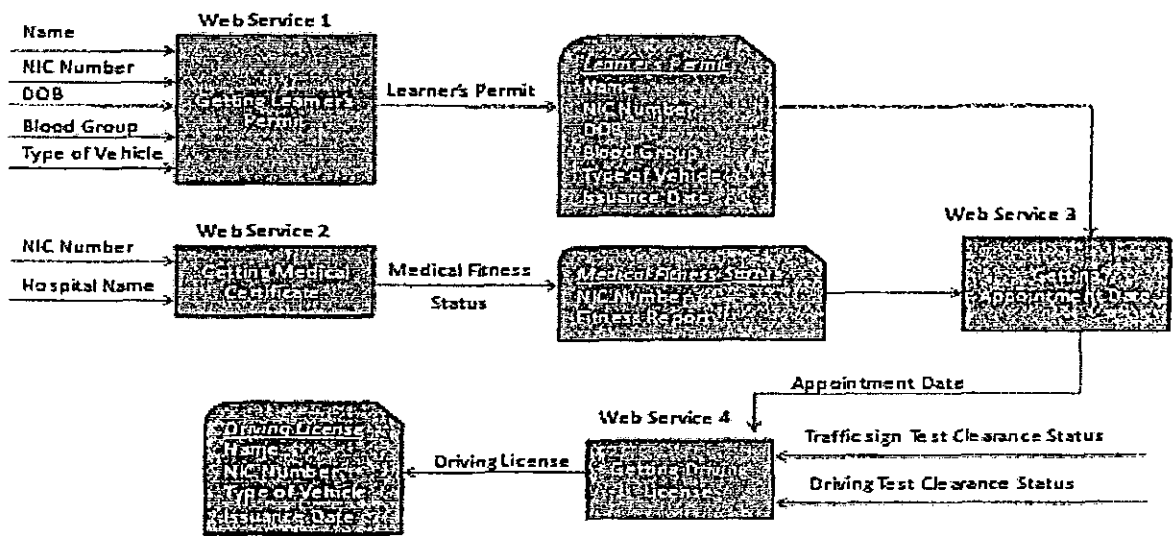 Web Service 1
Name
NIC Number
DOB
Blood Group
Type of Vehicle
Getting Learner's
Permit
Learner's Permit
Learner's Permit
Name
NIC Number
DOB
Blood Group
Type of Vehicle
Issuance Date
Web Service 2
NIC Number
Hospital Name
Getting Medical
Certificate
Medical Fitness
Status
Medical Fitness Status
NIC Number
Fitness Report
Web Service 3
Getting
Appointment Date
Appointment Date
Web Service 4
Getting Driving
License
Traffic sign Test Clearance Status
Driving Test Clearance Status
Driving License
Driving License
Name
NIC Number
Type of Vehicle
Issuance Date